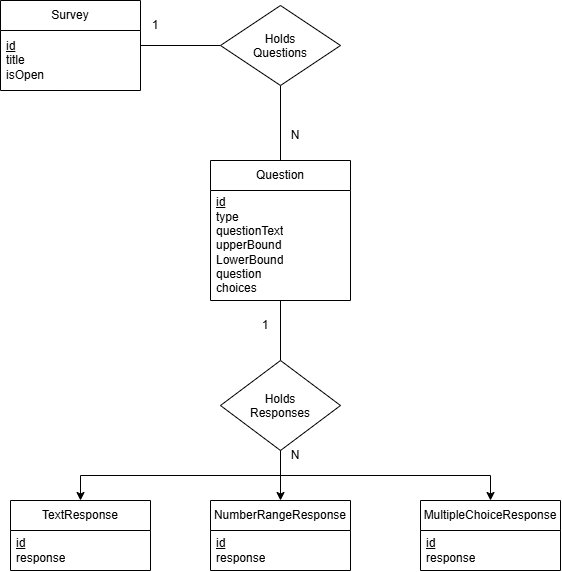 Survey
id
title
isOpen
1
Holds
Questions
N
Question
id
type
questionText
upperBound
LowerBound
question
choices
1
Holds
Responses
N
TextResponse
id
response
NumberRangeResponse
id
response
MultipleChoiceResponse
id
response